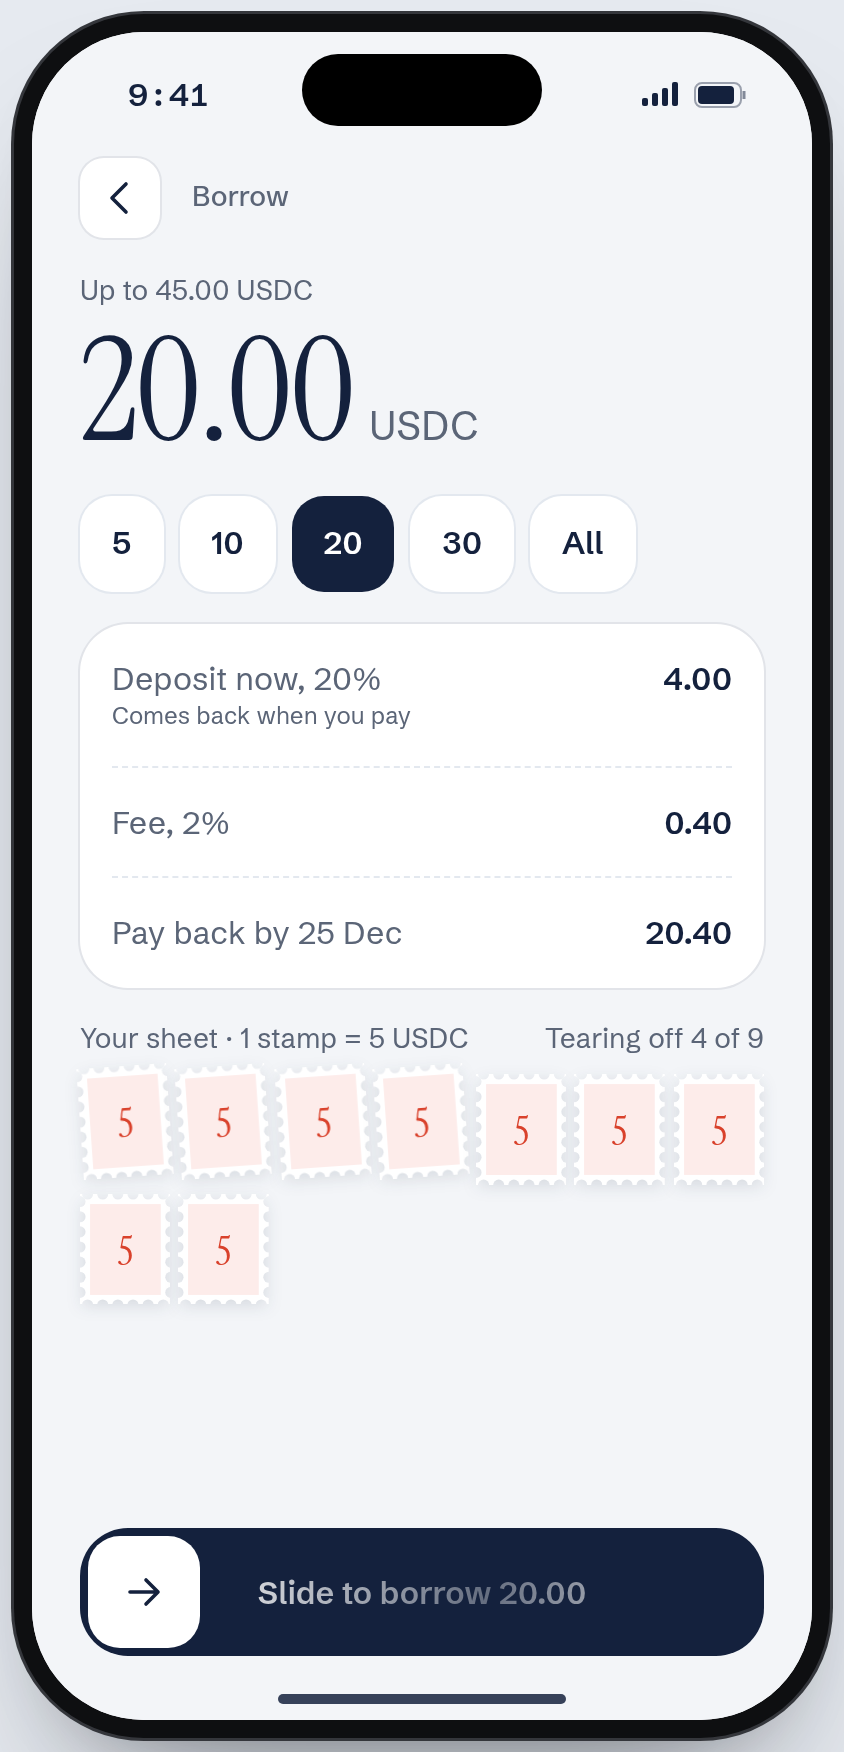 9:41
Borrow
Up to 45.00 USDC
20.00 USDC
5 10 20 30 All
Deposit now, 20% 4.00
Comes back when you pay
Fee, 2% 0.40
Pay back by 25 Dec 20.40
Your sheet · 1 stamp = 5 USDC Tearing off 4 of 9
5 5 5 5 5 5 5
5 5
Slide to borrow 20.00